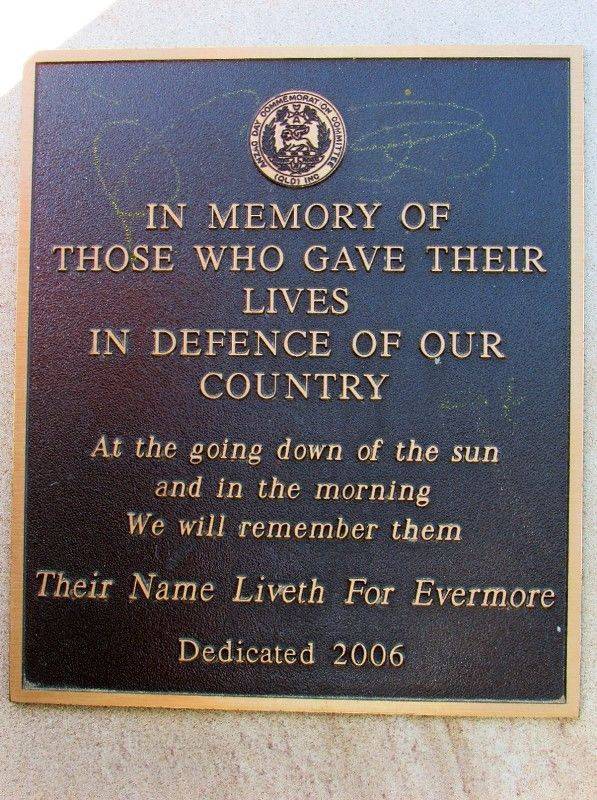 ANZAC DAY COMMEMORATION COMMITTEE
(QLD) INC
IN MEMORY OF
THOSE WHO GAVE THEIR
LIVES
IN DEFENCE OF OUR
COUNTRY
At the going down of the sun
and in the morning
We will remember them
Their Name Liveth For Evermore
Dedicated 2006